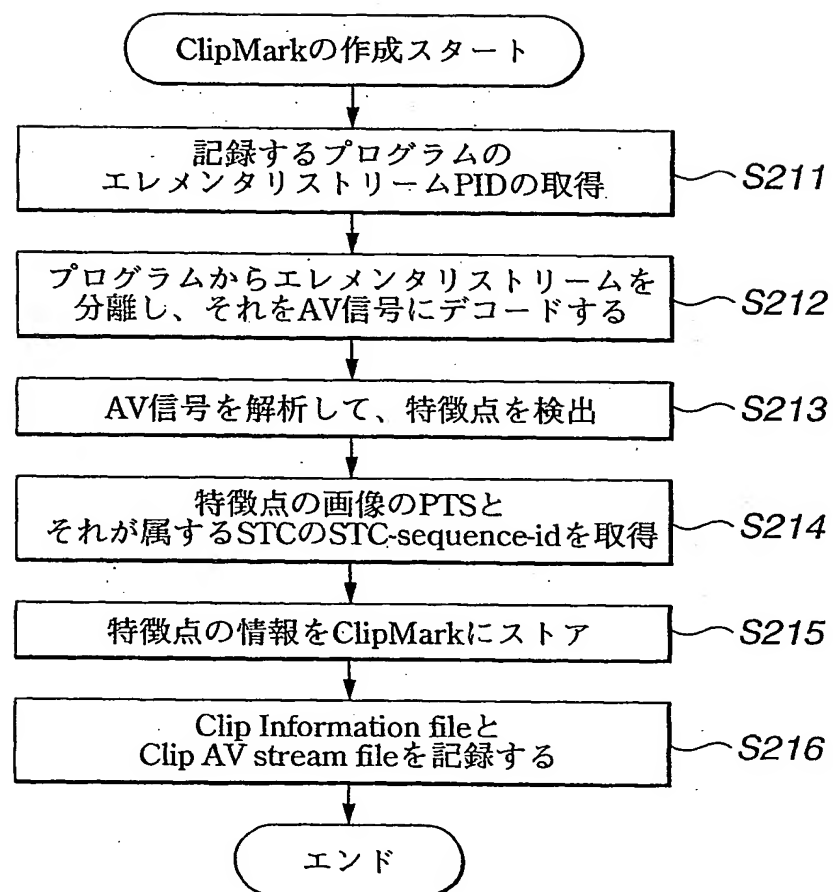 ClipMarkの作成スタート
記録するプログラムの
エレメンタリストリームPIDの取得
S211
プログラムからエレメンタリストリームを
分離し、それをAV信号にデコードする
S212
AV信号を解析して、特徴点を検出
S213
特徴点の画像のPTSと
それが属するSTCのSTC-sequence-idを取得
S214
特徴点の情報をClipMarkにストア
S215
Clip Information fileと
Clip AV stream fileを記録する
S216
エンド